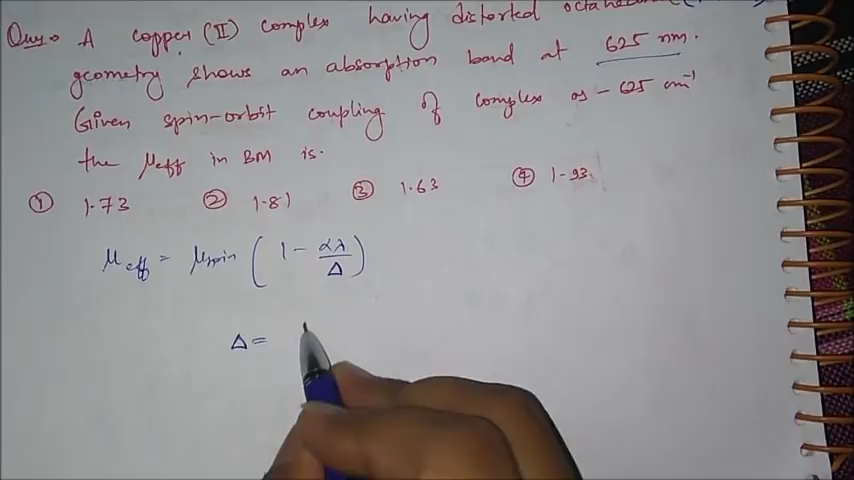 Ques A copper (II) complex having distorted octahedral
geometry shows an absorption band at 625 nm.
Given spin-orbit coupling of complex as - 625 cm⁻¹
the μeff in BM is.
① 1.73 ② 1.81 ③ 1.63 ④ 1.93
μeff = μspin ( 1 - αλ/Δ )
Δ =